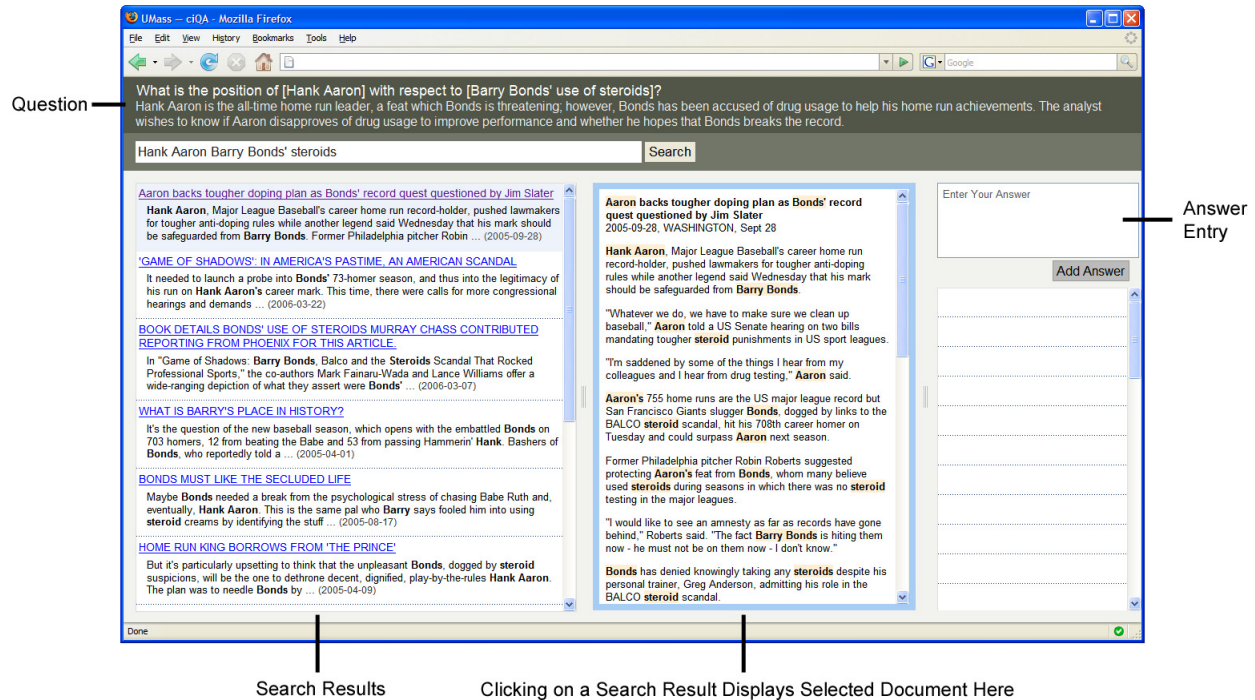 UMass — ciQA - Mozilla Firefox
File Edit View History Bookmarks Tools Help
G Google
Question
What is the position of [Hank Aaron] with respect to [Barry Bonds' use of steroids]?
Hank Aaron is the all-time home run leader, a feat which Bonds is threatening; however, Bonds has been accused of drug usage to help his home run achievements. The analyst
wishes to know if Aaron disapproves of drug usage to improve performance and whether he hopes that Bonds breaks the record.
Hank Aaron Barry Bonds' steroids
Search
Aaron backs tougher doping plan as Bonds' record quest questioned by Jim Slater
Hank Aaron, Major League Baseball's career home run record-holder, pushed lawmakers
for tougher anti-doping rules while another legend said Wednesday that his mark should
be safeguarded from Barry Bonds. Former Philadelphia pitcher Robin ... (2005-09-28)
'GAME OF SHADOWS': IN AMERICA'S PASTIME, AN AMERICAN SCANDAL
It needed to launch a probe into Bonds' 73-homer season, and thus into the legitimacy of
his run on Hank Aaron's career mark. This time, there were calls for more congressional
hearings and demands ... (2006-03-22)
BOOK DETAILS BONDS' USE OF STEROIDS MURRAY CHASS CONTRIBUTED
REPORTING FROM PHOENIX FOR THIS ARTICLE.
In "Game of Shadows: Barry Bonds, Balco and the Steroids Scandal That Rocked
Professional Sports," the co-authors Mark Fainaru-Wada and Lance Williams offer a
wide-ranging depiction of what they assert were Bonds' ... (2006-03-07)
WHAT IS BARRY'S PLACE IN HISTORY?
It's the question of the new baseball season, which opens with the embattled Bonds on
703 homers, 12 from beating the Babe and 53 from passing Hammerin' Hank. Bashers of
Bonds, who reportedly told a ... (2005-04-01)
BONDS MUST LIKE THE SECLUDED LIFE
Maybe Bonds needed a break from the psychological stress of chasing Babe Ruth and,
eventually, Hank Aaron. This is the same pal who Barry says fooled him into using
steroid creams by identifying the stuff ... (2005-08-17)
HOME RUN KING BORROWS FROM 'THE PRINCE'
But it's particularly upsetting to think that the unpleasant Bonds, dogged by steroid
suspicions, will be the one to dethrone decent, dignified, play-by-the-rules Hank Aaron.
The plan was to needle Bonds by ... (2005-04-09)
Aaron backs tougher doping plan as Bonds' record
quest questioned by Jim Slater
2005-09-28, WASHINGTON, Sept 28
Hank Aaron, Major League Baseball's career home run
record-holder, pushed lawmakers for tougher anti-doping
rules while another legend said Wednesday that his mark
should be safeguarded from Barry Bonds.
"Whatever we do, we have to make sure we clean up
baseball," Aaron told a US Senate hearing on two bills
mandating tougher steroid punishments in US sport leagues.
"I'm saddened by some of the things I hear from my
colleagues and I hear from drug testing," Aaron said.
Aaron's 755 home runs are the US major league record but
San Francisco Giants slugger Bonds, dogged by links to the
BALCO steroid scandal, hit his 708th career homer on
Tuesday and could surpass Aaron next season.
Former Philadelphia pitcher Robin Roberts suggested
protecting Aaron's feat from Bonds, whom many believe
used steroids during seasons in which there was no steroid
testing in the major leagues.
"I would like to see an amnesty as far as records have gone
behind," Roberts said. "The fact Barry Bonds is hiting them
now - he must not be on them now - I don't know."
Bonds has denied knowingly taking any steroids despite his
personal trainer, Greg Anderson, admitting his role in the
BALCO steroid scandal.
Enter Your Answer
Add Answer
Answer
Entry
Done
Search Results
Clicking on a Search Result Displays Selected Document Here